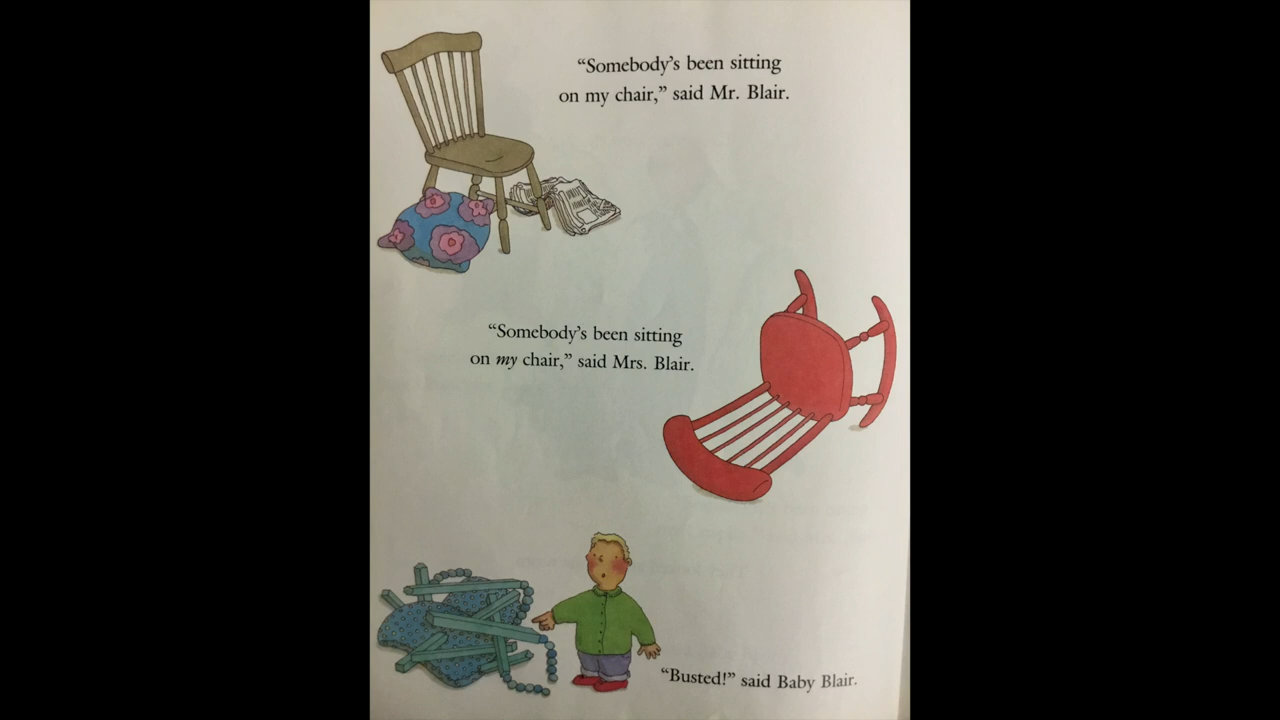 “Somebody’s been sitting
on my chair,” said Mr. Blair.
“Somebody’s been sitting
on my chair,” said Mrs. Blair.
“Busted!” said Baby Blair.